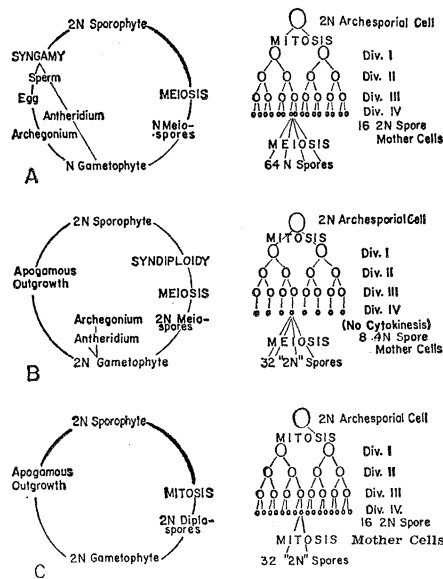 2N Sporophyte
SYNGAMY
Sperm
Egg
Antheridium
Archegonium
MEIOSIS
N Meio-
spores
N Gametophyte
A
2N Archesporial Cell
MITOSIS
Div. I
Div. II
Div. III
Div. IV
16 2N Spore
Mother Cells
MEIOSIS
64 N Spores
2N Sporophyte
SYNDIPLOIDY
Apogamous
Outgrowth
MEIOSIS
2N Meio-
spores
Archegonium
Antheridium
2N Gametophyte
B
2N Archesporial Cell
MITOSIS
Div. I
Div. II
Div. III
Div. IV
(No Cytokinesis)
8 4N Spore
Mother Cells
MEIOSIS
32 "2N" Spores
2N Sporophyte
Apogamous
Outgrowth
MITOSIS
2N Diplo-
spores
2N Gametophyte
C
2N Archesporial Cell
MITOSIS
Div. I
Div. II
Div. III
Div. IV.
16 2N Spore
Mother Cells
MITOSIS
32 "2N" Spores